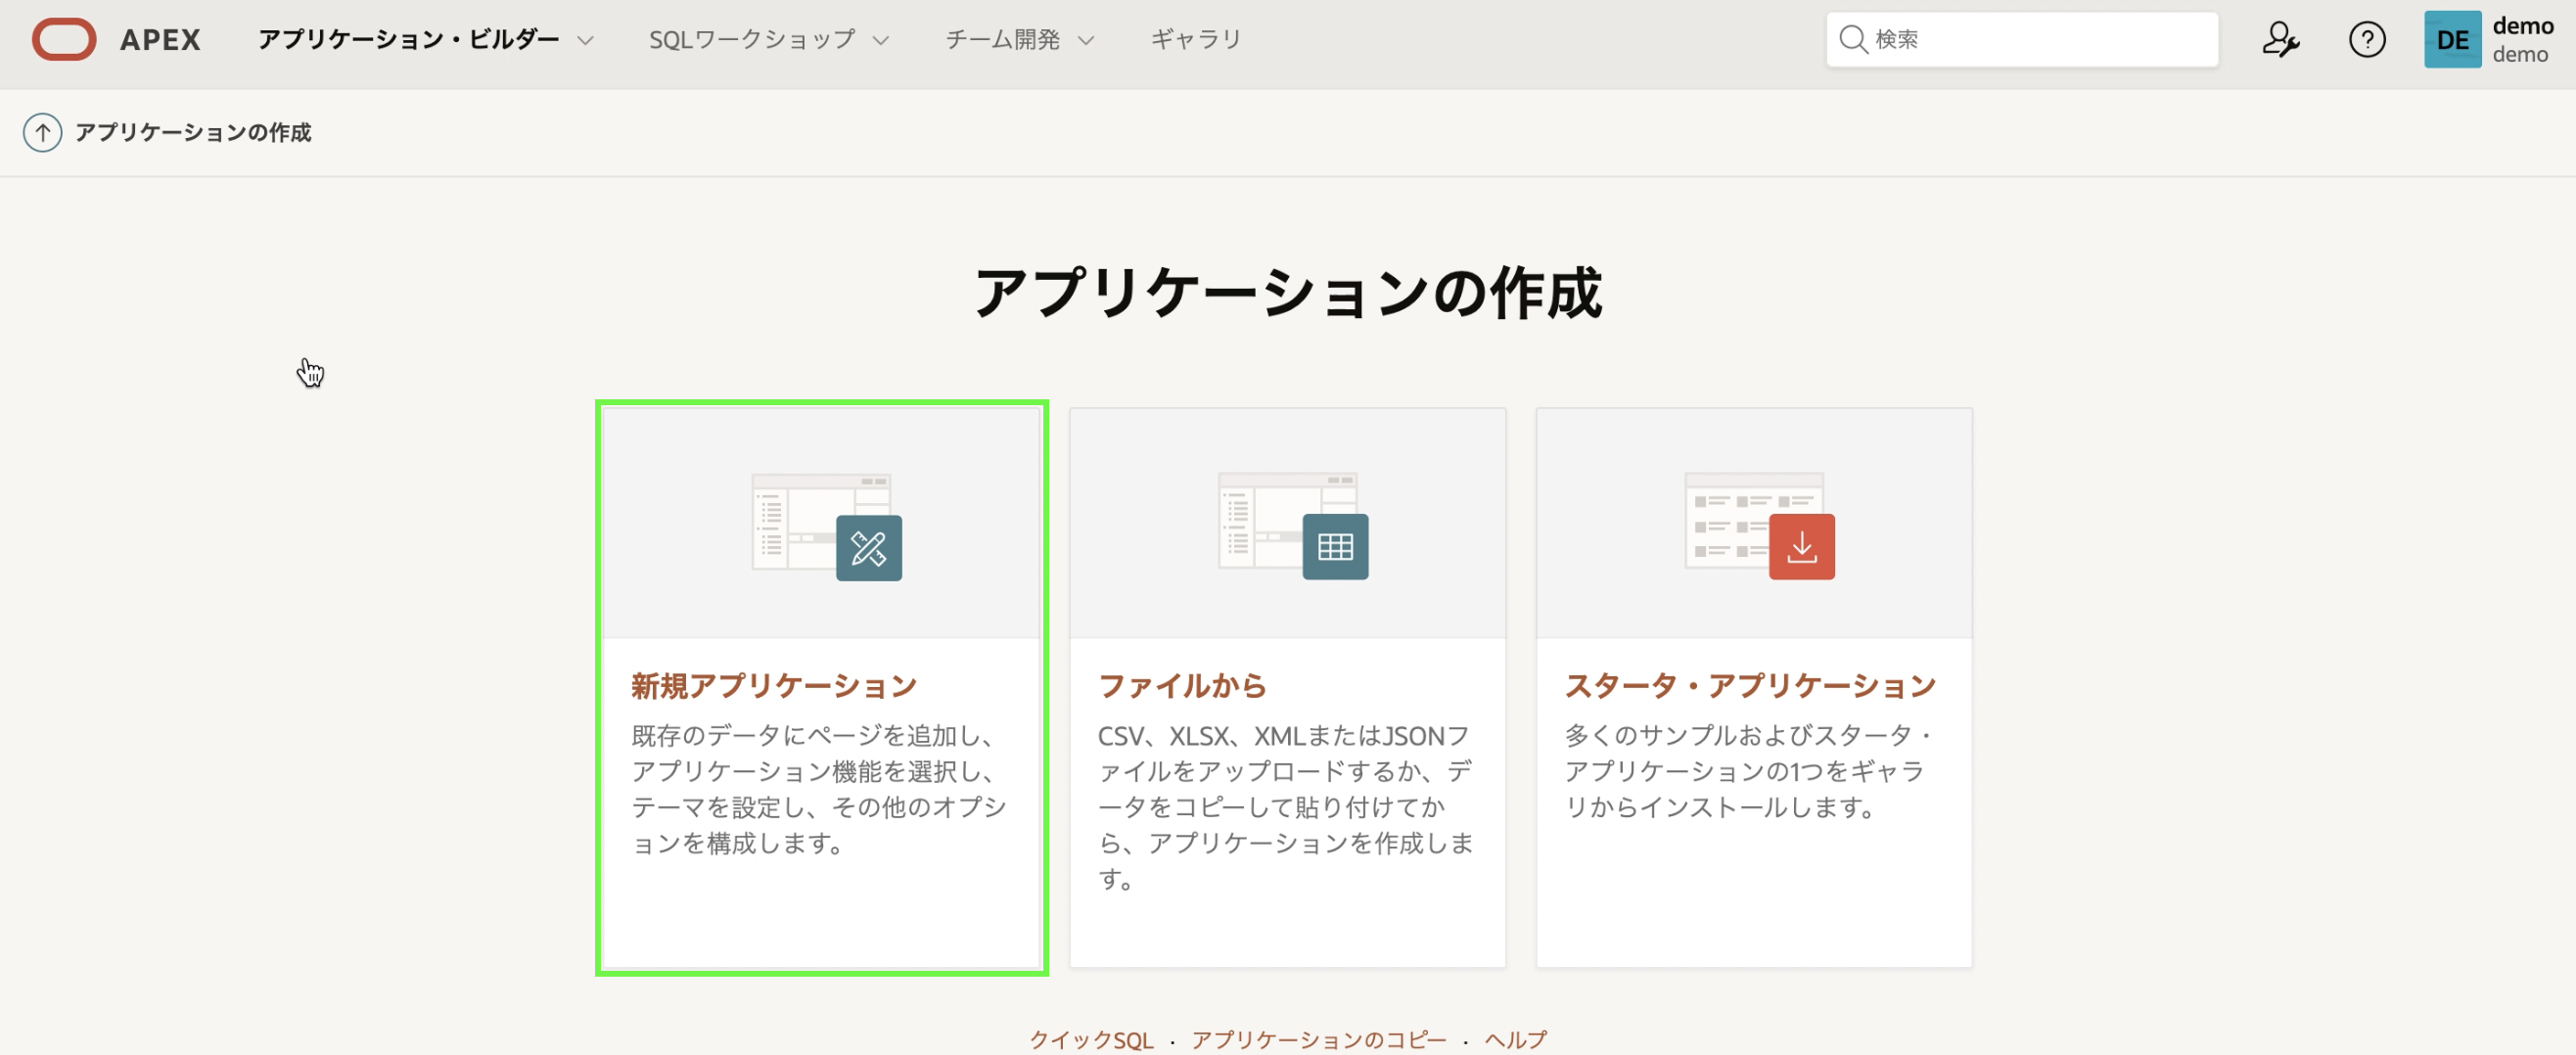 APEX アプリケーション・ビルダー SQLワークショップ チーム開発 ギャラリ 検索 DE demo
demo
アプリケーションの作成
アプリケーションの作成
新規アプリケーション
既存のデータにページを追加し、
アプリケーション機能を選択し、
テーマを設定し、その他のオプシ
ョンを構成します。
ファイルから
CSV、XLSX、XMLまたはJSONフ
ァイルをアップロードするか、デ
ータをコピーして貼り付けてか
ら、アプリケーションを作成しま
す。
スタータ・アプリケーション
多くのサンプルおよびスタータ・
アプリケーションの1つをギャラ
リからインストールします。
クイックSQL · アプリケーションのコピー · ヘルプ